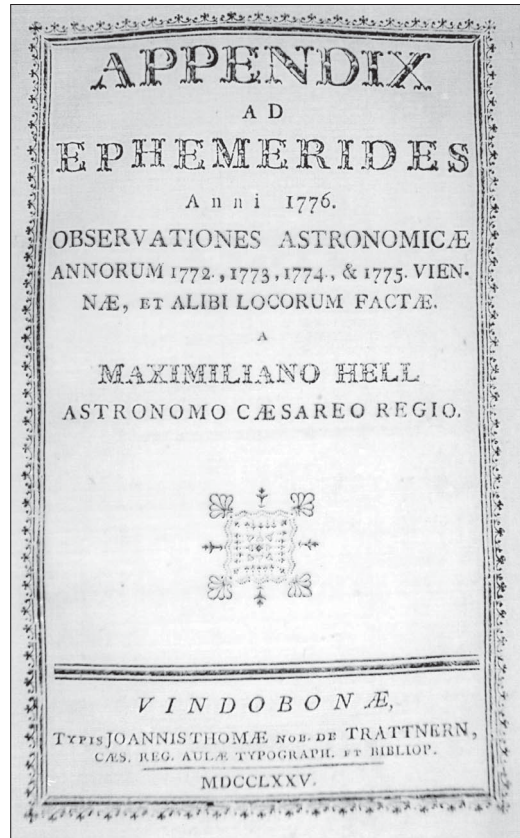 APPENDIX
AD
EPHEMERIDES
Anni 1776.
OBSERVATIONES ASTRONOMICÆ
ANNORUM 1772., 1773, 1774., & 1775. VIEN-
NÆ, ET ALIBI LOCORUM FACTÆ.
A
MAXIMILIANO HELL
ASTRONOMO CÆSAREO REGIO.
VINDOBONÆ,
TYPIS JOANNIS THOMÆ NOB. DE TRATTNERN,
CÆS. REG. AULÆ TYPOGRAPH. ET BIBLIOP.
MDCCLXXV.